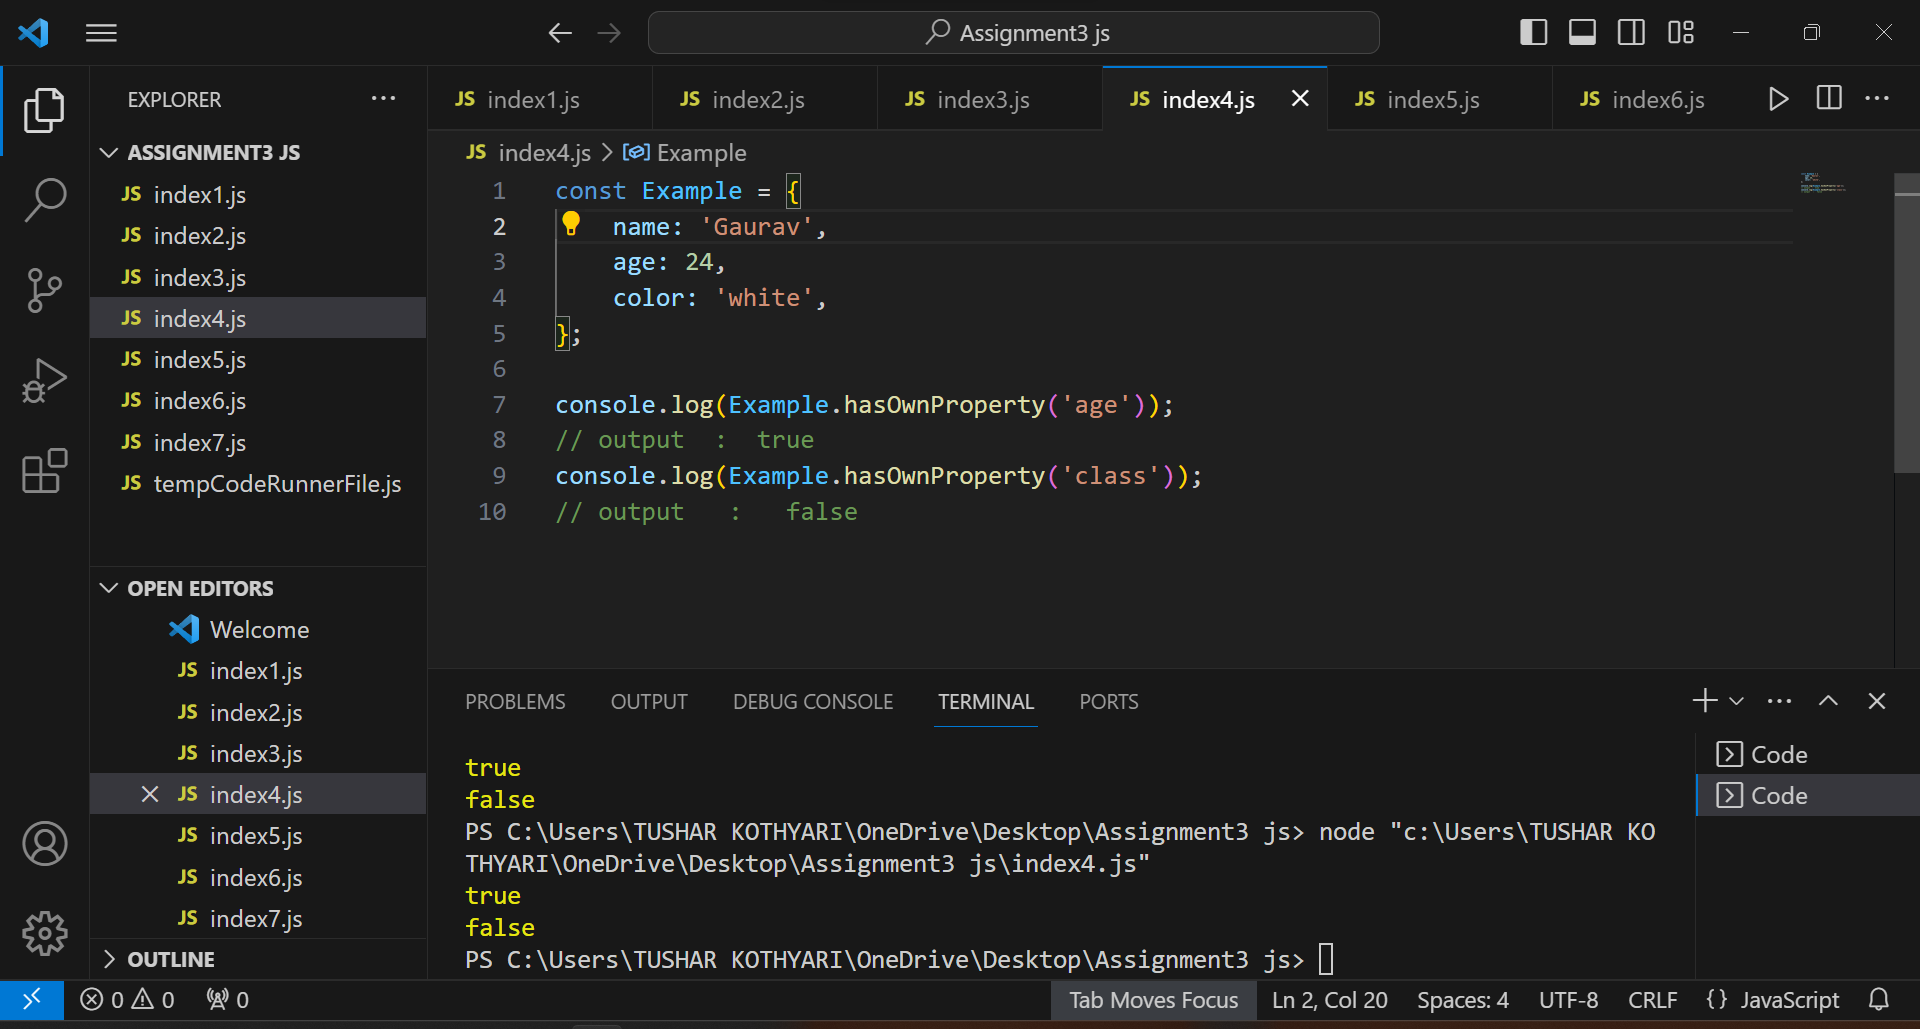 Assignment3 js
EXPLORER
ASSIGNMENT3 JS
JS index1.js
JS index2.js
JS index3.js
JS index4.js
JS index5.js
JS index6.js
JS index7.js
JS tempCodeRunnerFile.js
OPEN EDITORS
Welcome
JS index1.js
JS index2.js
JS index3.js
JS index4.js
JS index5.js
JS index6.js
JS index7.js
OUTLINE
JS index1.js JS index2.js JS index3.js JS index4.js JS index5.js JS index6.js
JS index4.js > Example
1 const Example = {
2 name: 'Gaurav',
3 age: 24,
4 color: 'white',
5 };
6
7 console.log(Example.hasOwnProperty('age'));
8 // output  :  true
9 console.log(Example.hasOwnProperty('class'));
10 // output   :   false
PROBLEMS OUTPUT DEBUG CONSOLE TERMINAL PORTS
true
false
PS C:\Users\TUSHAR KOTHYARI\OneDrive\Desktop\Assignment3 js> node "c:\Users\TUSHAR KO
THYARI\OneDrive\Desktop\Assignment3 js\index4.js"
true
false
PS C:\Users\TUSHAR KOTHYARI\OneDrive\Desktop\Assignment3 js>
Code
Code
0 0 0 Tab Moves Focus Ln 2, Col 20 Spaces: 4 UTF-8 CRLF {} JavaScript